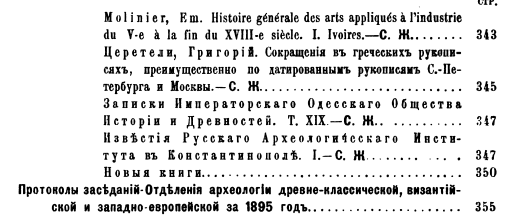 СТР.
Molinier, Em. Histoire générale des arts appliqués à l'industrie
du V-e à la fin du XVIII-e siècle. I. Ivoires.—С. Ж. 343
Церетели, Григорій. Сокращенія въ греческихъ рукопи-
сяхъ, преимущественно по датированнымъ рукописямъ С.-Пе-
тербурга и Москвы.—С. Ж. 345
Записки Императорскаго Одесскаго Общества
Исторіи и Древностей. Т. XIX.—С. Ж. 347
Извѣстія Русскаго Археологическаго Инсти-
тута въ Константинополѣ. I.—С. Ж. 347
Новыя книги. 350
Протоколы засѣданій Отдѣленія археологіи древне-классической, византій-
ской и западно-европейской за 1895 годъ. 355